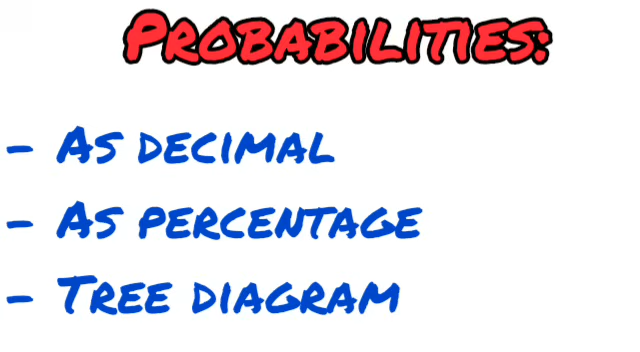 Probabilities:
- As decimal
- As percentage
- Tree diagram